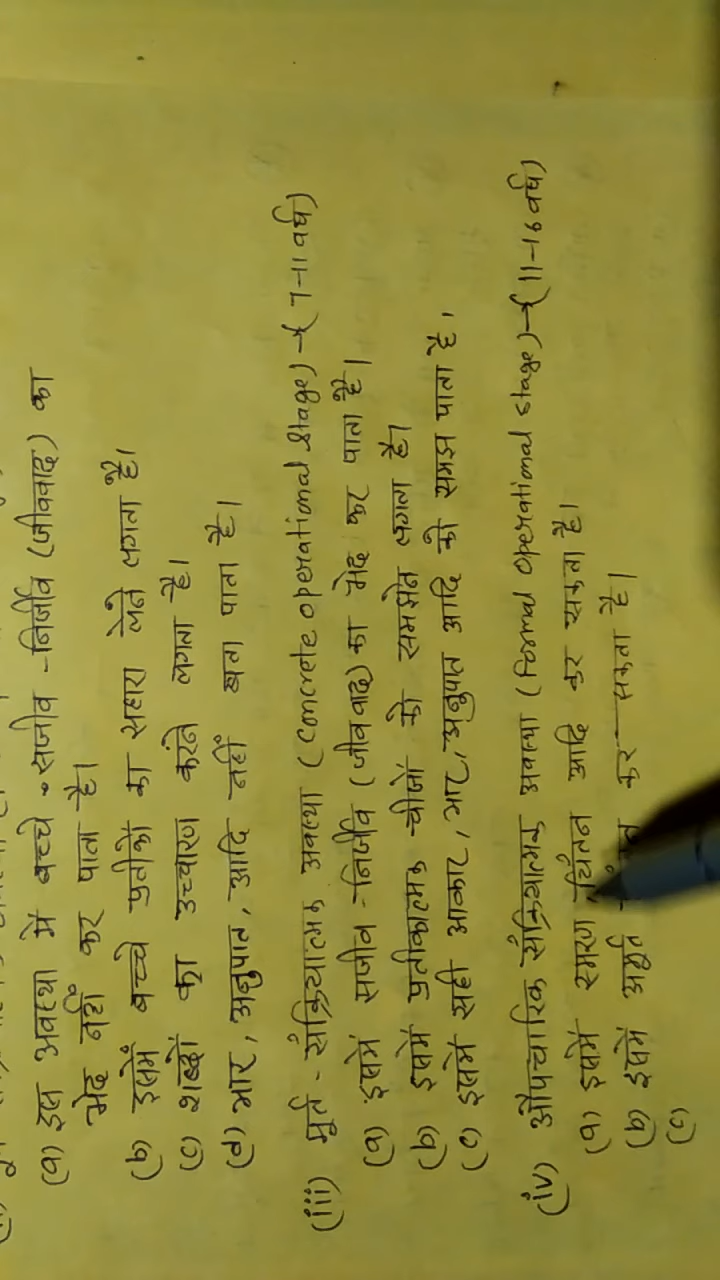 (a) इस अवस्था में बच्चे सजीव - निर्जीव (जीववाद) का
भेद नहीं कर पाता है।
(b) इसमें बच्चे प्रतीकों का सहारा लेने लगता है।
(c) शब्दों का उच्चारण करने लगता है।
(d) भार, अनुपात, आदि नहीं बता पाता है।
(iii) मूर्त - संक्रियात्मक अवस्था (Concrete operational Stage) → (7-11 वर्ष)
(a) इसमें सजीव - निर्जीव (जीववाद) का भेद कर पाता है।
(b) इसमें प्रतीकात्मक चीजों को समझने लगता है।
(c) इसमें सही आकार, भार, अनुपात आदि को समझ पाता है।
(iv) औपचारिक संक्रियात्मक अवस्था (Formal operational stage) → (11-16 वर्ष)
(a) इसमें स्मरण चिंतन आदि कर सकता है।
(b) इसमें अमूर्त कर सकता है।
(c)